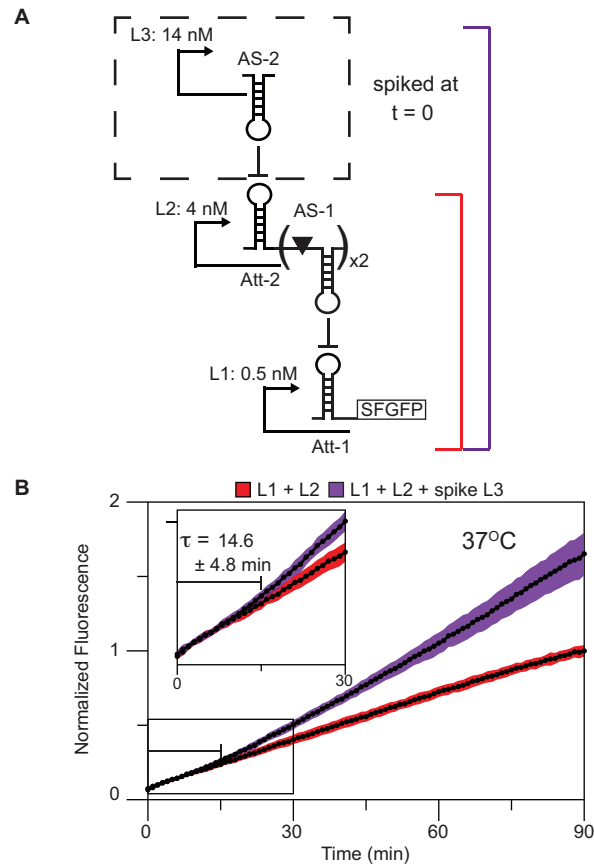 A
L3: 14 nM
AS-2
spiked at
t = 0
L2: 4 nM
AS-1
( ) x2
Att-2
L1: 0.5 nM
SFGFP
Att-1
B
L1 + L2 L1 + L2 + spike L3
2
τ = 14.6
± 4.8 min
37°C
0 30
1
0
0 30 60 90
Normalized Fluorescence
Time (min)